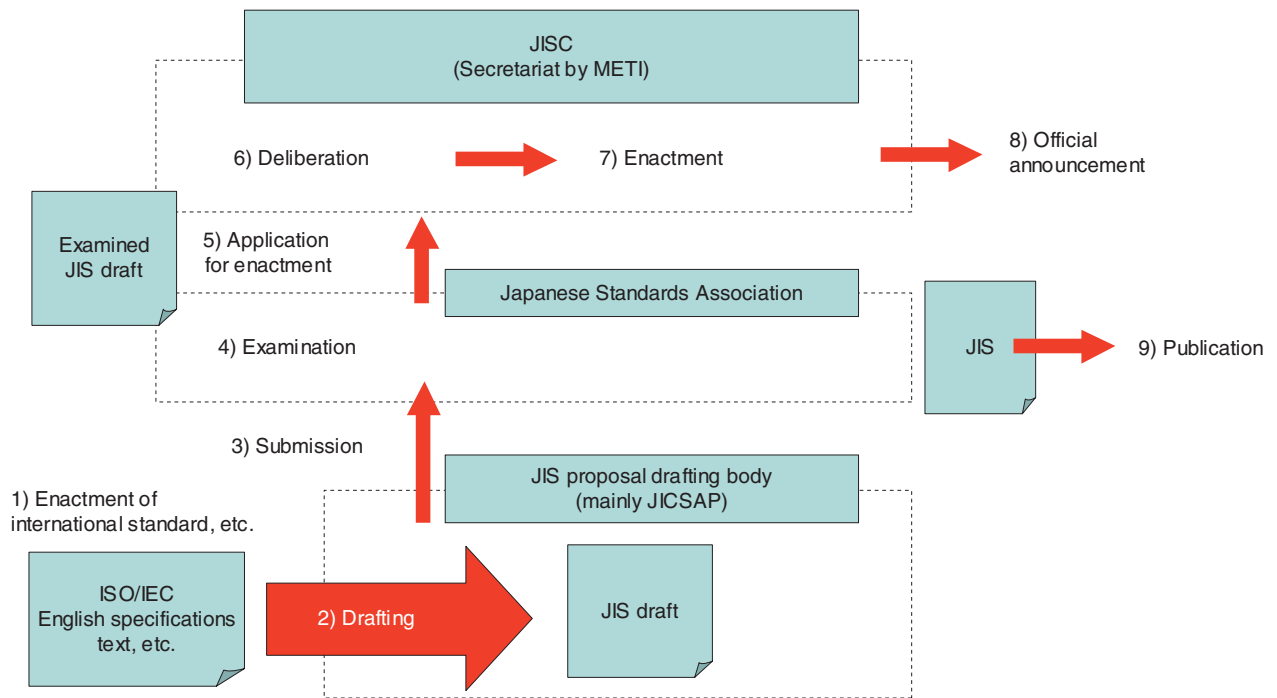 JISC
(Secretariat by METI)
6) Deliberation
7) Enactment
8) Official
announcement
Examined
JIS draft
5) Application
for enactment
Japanese Standards Association
4) Examination
JIS
9) Publication
3) Submission
JIS proposal drafting body
(mainly JICSAP)
1) Enactment of
international standard, etc.
ISO/IEC
English specifications
text, etc.
2) Drafting
JIS draft